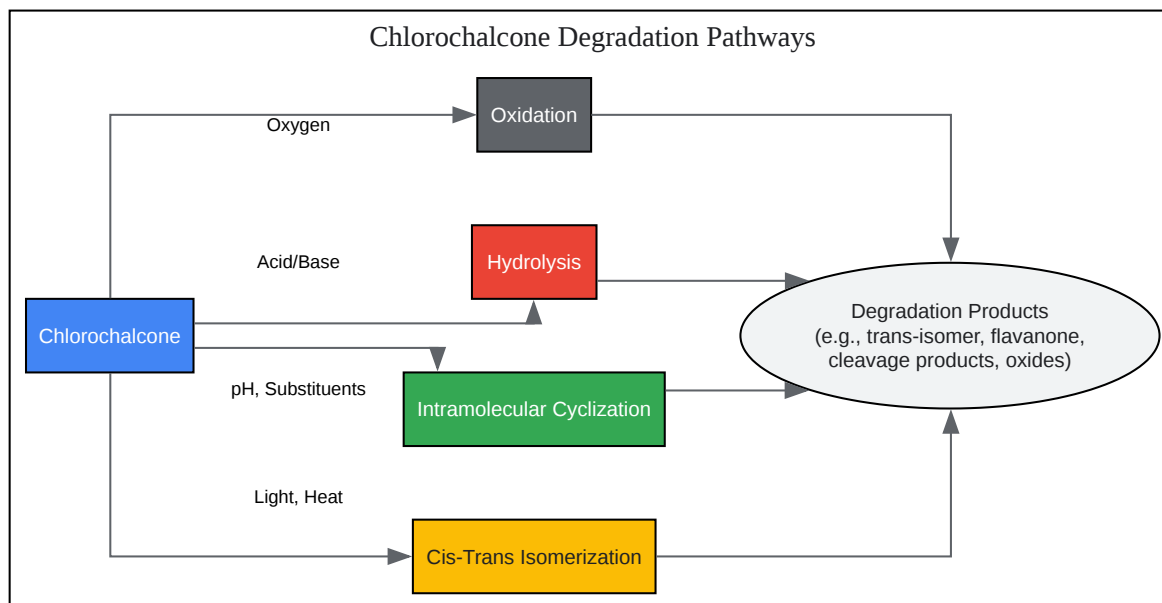 Chlorochalcone Degradation Pathways
Oxidation
Oxygen
Acid/Base
Hydrolysis
Chlorochalcone
Degradation Products
(e.g., trans-isomer, flavanone,
cleavage products, oxides)
pH, Substituents
Intramolecular Cyclization
Light, Heat
Cis-Trans Isomerization